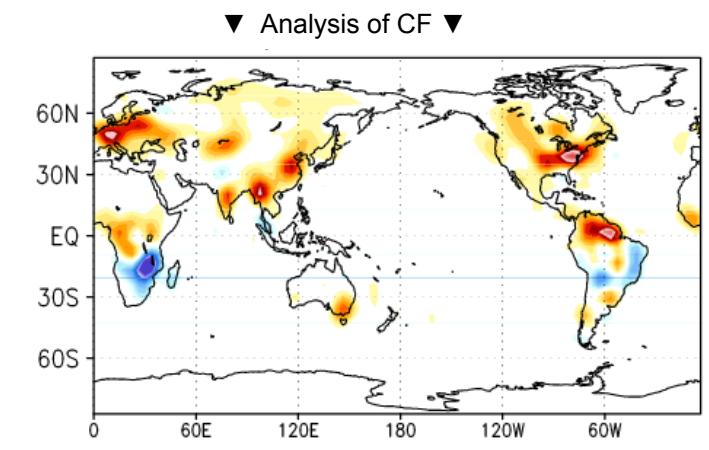 ▼ Analysis of CF ▼
60N
30N
EQ
30S
60S
0 60E 120E 180 120W 60W